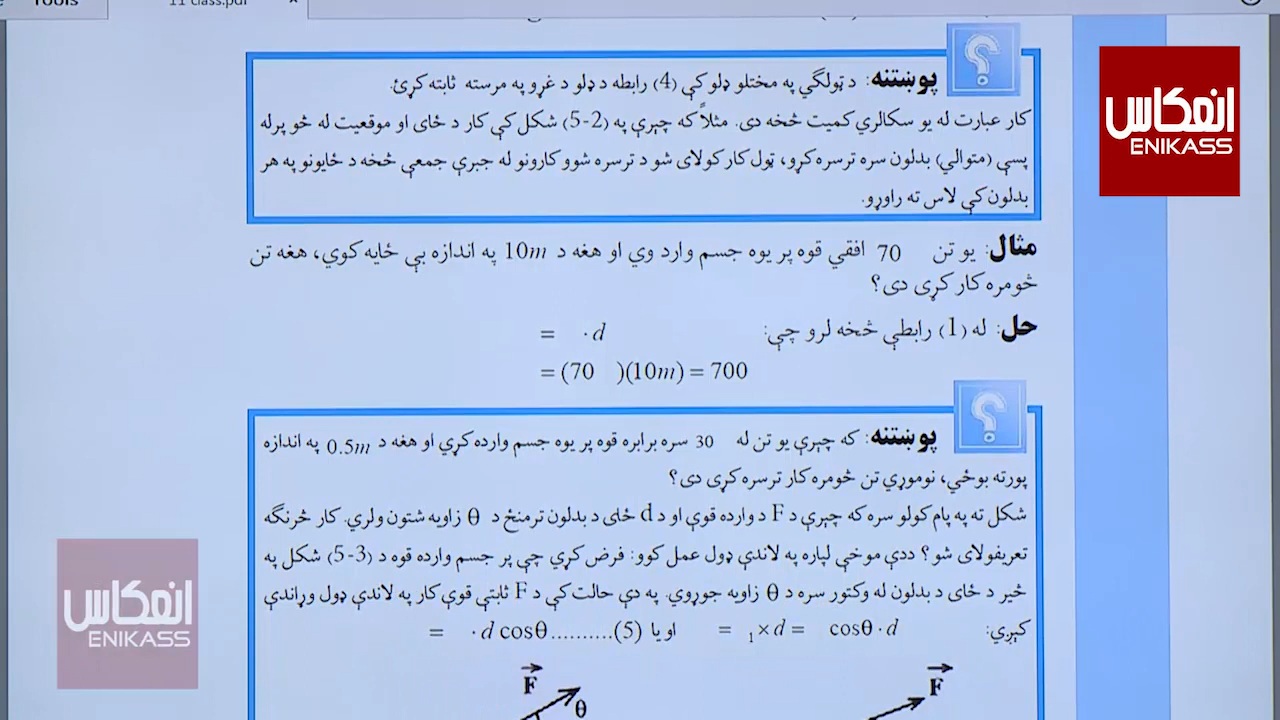 Tools
11 class.pdf
پوښتنه: د ټولګي په مختلو ډلو کې (4) رابطه د ډلو د غړو په مرسته ثابته کړئ.
کار عبارت له یو سکالري کمیت څخه دی. مثلاً که چېرې په (2-5) شکل کې کار د ځای او موقعیت له څو پرله
پسې (متوالي) بدلون سره ترسره کړو، ټول کار کولای شو د ترسره شوو کارونو له جبرې جمعې څخه د ځایونو په هر
بدلون کې لاس ته راوړو.
مثال: یو تن 70 افقي قوه پر یوه جسم وارد وي او هغه د 10m په اندازه بې ځایه کوي، هغه تن
څومره کار کړی دی؟
حل: له (1) رابطې څخه لرو چې: = ·d
= (70 )(10m) = 700
پوښتنه: که چېرې یو تن له 30 سره برابره قوه پر یوه جسم وارده کړي او هغه د 0.5m په اندازه
پورته بوځي، نوموړي تن څومره کار ترسره کړی دی؟
شکل ته په پام کولو سره که چېرې د F د وارده قوې او د d ځای د بدلون ترمنځ د θ زاویه شتون ولري. کار څرنګه
تعریفولای شو؟ ددې موخې لپاره په لاندې ډول عمل کوو: فرض کړي چې پر جسم وارده قوه د (3-5) شکل په
څیر د ځای د بدلون له وکتور سره د θ زاویه جوړوي. په دې حالت کې د F ثابتې قوې کار په لاندې ډول وړاندې
کېږي: = ₁×d = cosθ·d او یا (5)..........·d cosθ =
F
θ
F
انعکاس
ENIKASS
انعکاس
ENIKASS